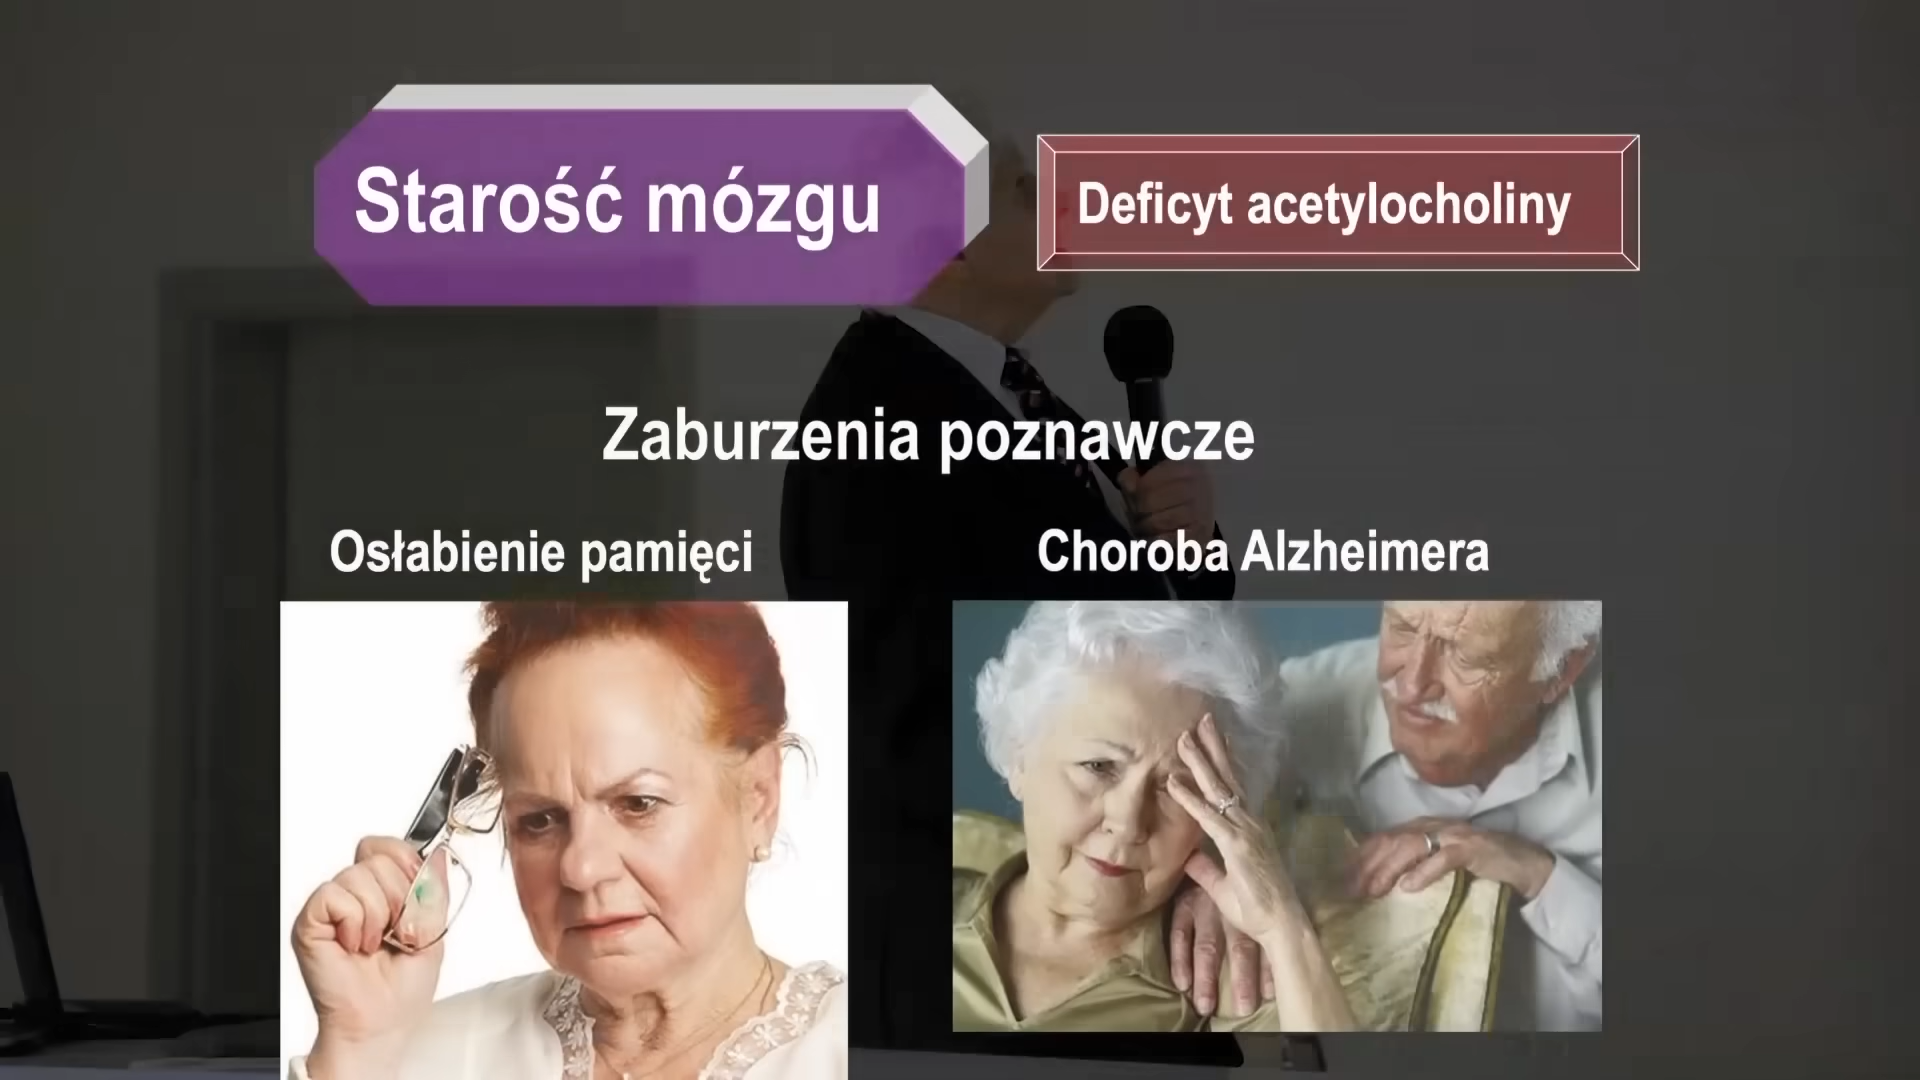 Starość mózgu
Deficyt acetylocholiny
Zaburzenia poznawcze
Osłabienie pamięci
Choroba Alzheimera